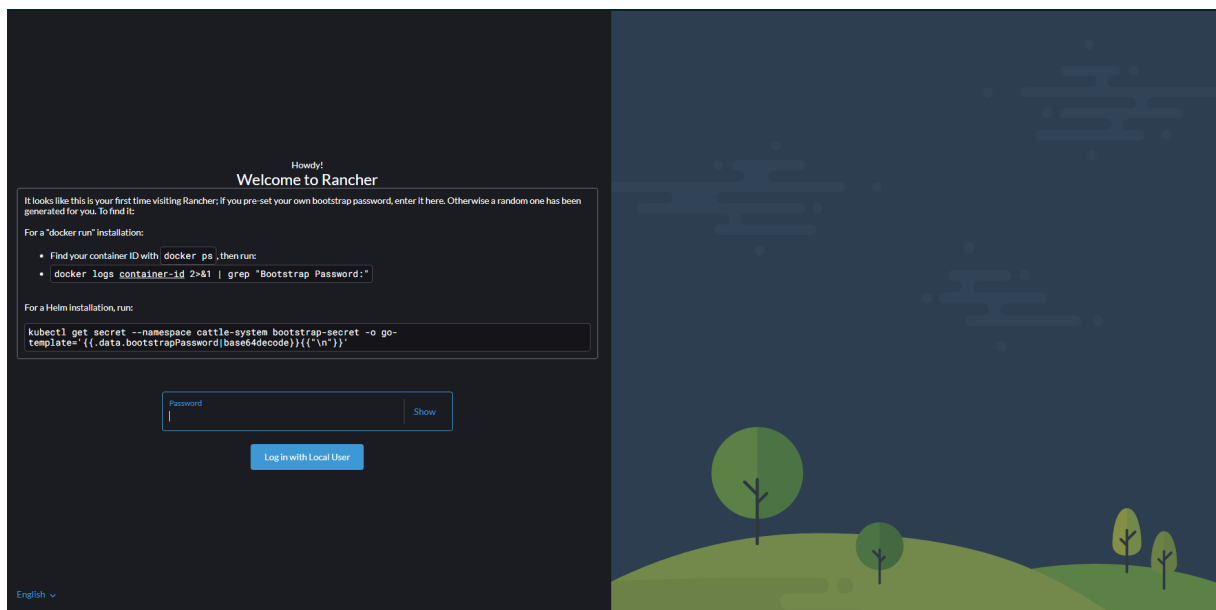 Howdy!
Welcome to Rancher
It looks like this is your first time visiting Rancher; if you pre-set your own bootstrap password, enter it here. Otherwise a random one has been
generated for you. To find it:
For a "docker run" installation:
• Find your container ID with docker ps, then run:
• docker logs container-id 2>&1 | grep "Bootstrap Password:"
For a Helm installation, run:
kubectl get secret --namespace cattle-system bootstrap-secret -o go-
template='{{.data.bootstrapPassword|base64decode}}{{"\n"}}'
Password
Show
Log in with Local User
English